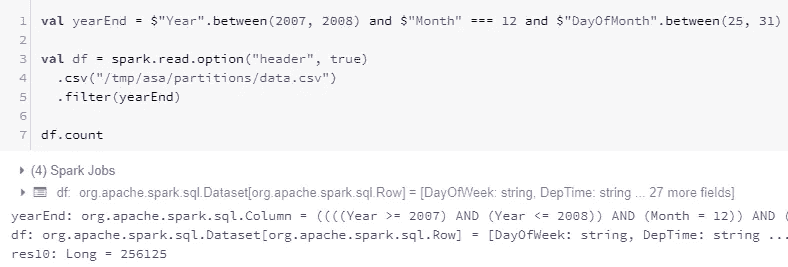 1 val yearEnd = $"Year".between(2007, 2008) and $"Month" === 12 and $"DayOfMonth".between(25, 31)
2
3 val df = spark.read.option("header", true)
4 .csv("/tmp/asa/partitions/data.csv")
5 .filter(yearEnd)
6
7 df.count
(4) Spark Jobs
df: org.apache.spark.sql.Dataset[org.apache.spark.sql.Row] = [DayOfWeek: string, DepTime: string ... 27 more fields]
yearEnd: org.apache.spark.sql.Column = ((((Year >= 2007) AND (Year <= 2008)) AND (Month = 12)) AND (
df: org.apache.spark.sql.Dataset[org.apache.spark.sql.Row] = [DayOfWeek: string, DepTime: string ...
res10: Long = 256125